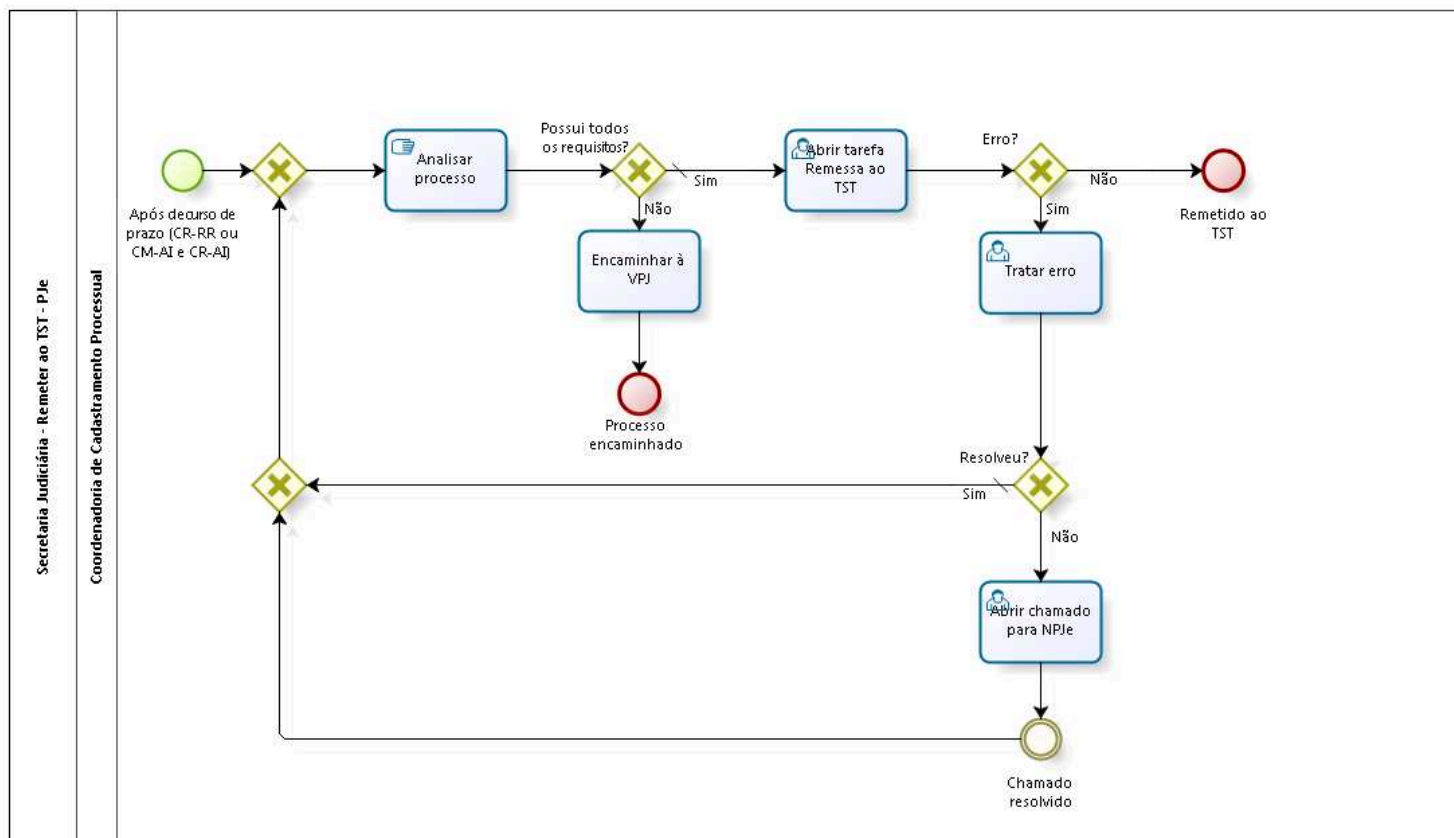 Secretaria Judiciária - Remeter ao TST - PJe
Coordenadoria de Cadastramento Processual
Após decurso de
prazo (CR-RR ou
CM-AI e CR-AI)
Analisar
processo
Possui todos
os requisitos?
Sim
Não
Encaminhar à
VPJ
Processo
encaminhado
Abrir tarefa
Remessa ao
TST
Erro?
Não
Sim
Remetido ao
TST
Tratar erro
Resolveu?
Sim
Não
Abrir chamado
para NPJe
Chamado
resolvido